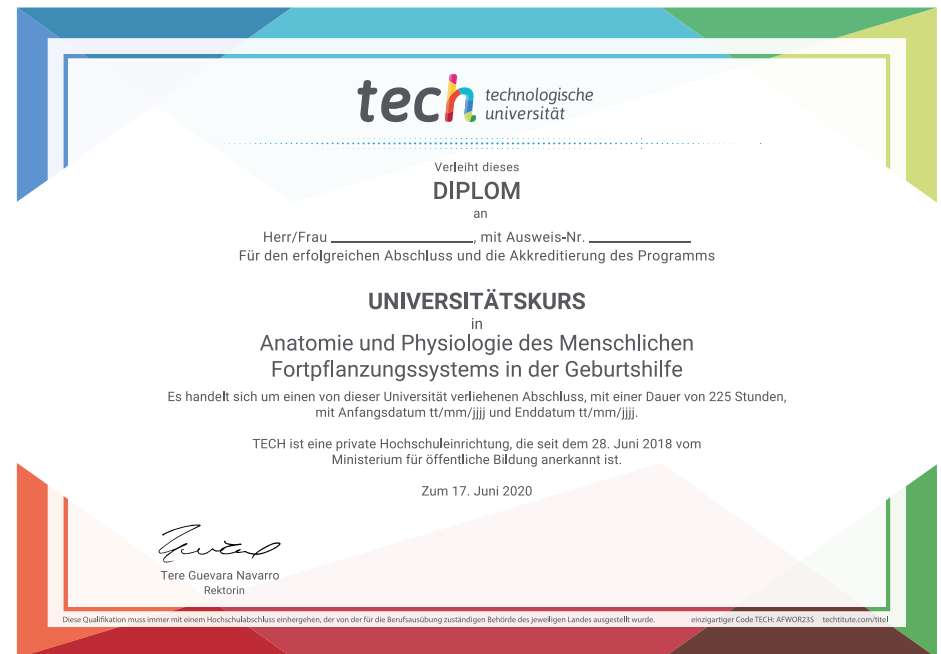 tech technologische
universität
Verleiht dieses
DIPLOM
an
Herr/Frau ____________________, mit Ausweis-Nr. ______________
Für den erfolgreichen Abschluss und die Akkreditierung des Programms
UNIVERSITÄTSKURS
in
Anatomie und Physiologie des Menschlichen
Fortpflanzungssystems in der Geburtshilfe
Es handelt sich um einen von dieser Universität verliehenen Abschluss, mit einer Dauer von 225 Stunden,
mit Anfangsdatum tt/mm/jjjj und Enddatum tt/mm/jjjj.
TECH ist eine private Hochschuleinrichtung, die seit dem 28. Juni 2018 vom
Ministerium für öffentliche Bildung anerkannt ist.
Zum 17. Juni 2020
Tere Guevara Navarro
Rektorin
Diese Qualifikation muss immer mit einem Hochschulabschluss einhergehen, der von der für die Berufsausübung zuständigen Behörde des jeweiligen Landes ausgestellt wurde. einzigartiger Code TECH: AFWOR23S techtitute.com/titel